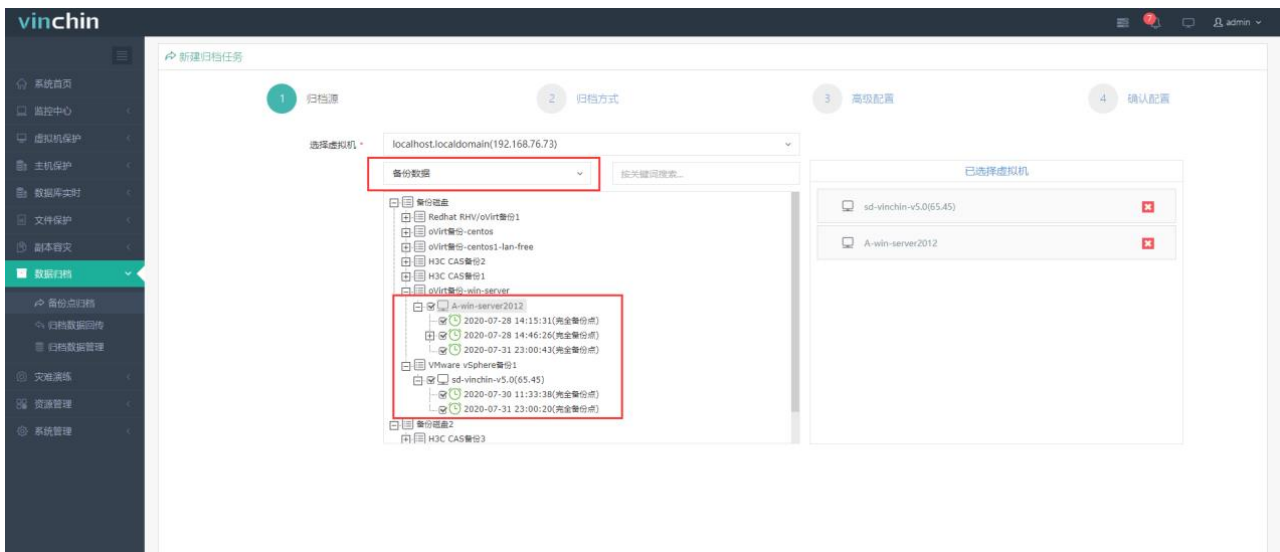 vinchin
7
admin
新建归档任务
系统首页
监控中心
虚拟机保护
主机保护
数据库实时
文件保护
副本容灾
数据归档
备份点归档
归档数据回传
归档数据管理
灾难演练
资源管理
系统管理
1 归档源
2 归档方式
3 高级配置
4 确认配置
选择虚拟机 *
localhost.localdomain(192.168.76.73)
备份数据
按关键词搜索...
备份磁盘
Redhat RHV/oVirt备份1
oVirt备份-centos
oVirt备份-centos1-lan-free
H3C CAS备份2
H3C CAS备份1
oVirt备份-win-server
A-win-server2012
2020-07-28 14:15:31(完全备份点)
2020-07-28 14:46:26(完全备份点)
2020-07-31 23:00:43(完全备份点)
VMware vSphere备份1
sd-vinchin-v5.0(65.45)
2020-07-30 11:33:38(完全备份点)
2020-07-31 23:00:20(完全备份点)
备份磁盘2
H3C CAS备份3
已选择虚拟机
sd-vinchin-v5.0(65.45)
A-win-server2012